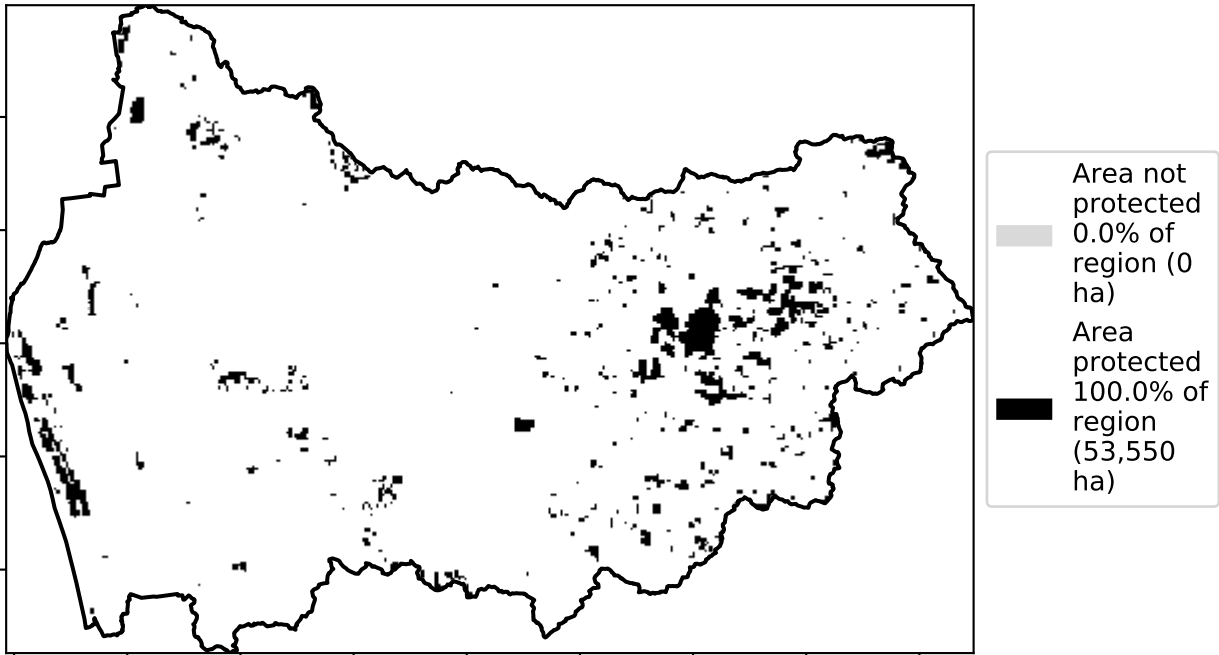 Area not
protected
0.0% of
region (0
ha)
Area
protected
100.0% of
region
(53,550
ha)